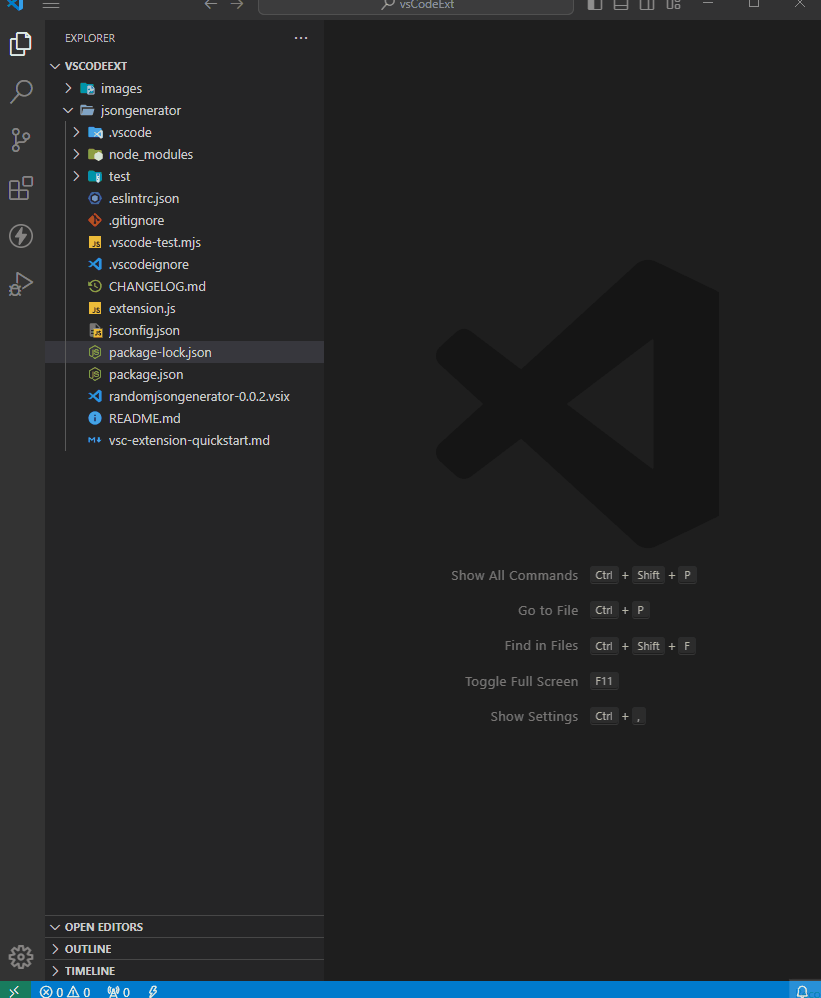 vsCodeExt
EXPLORER
VSCODEEXT
images
jsongenerator
.vscode
node_modules
test
.eslintrc.json
.gitignore
JS .vscode-test.mjs
.vscodeignore
CHANGELOG.md
JS extension.js
JS jsconfig.json
package-lock.json
package.json
randomjsongenerator-0.0.2.vsix
README.md
vsc-extension-quickstart.md
Show All Commands Ctrl + Shift + P
Go to File Ctrl + P
Find in Files Ctrl + Shift + F
Toggle Full Screen F11
Show Settings Ctrl + ,
OPEN EDITORS
OUTLINE
TIMELINE
0 0 0